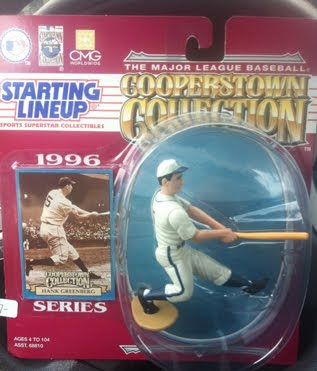 CMG
WORLDWIDE
THE MAJOR LEAGUE BASEBALL®
STARTING
LINEUP
SPORTS SUPERSTAR COLLECTIBLES
COOPERSTOWN
COLLECTION
1996
5
COOPERSTOWN
COLLECTION
HANK GREENBERG
SERIES
AGES 4 TO 104
ASST. 68810